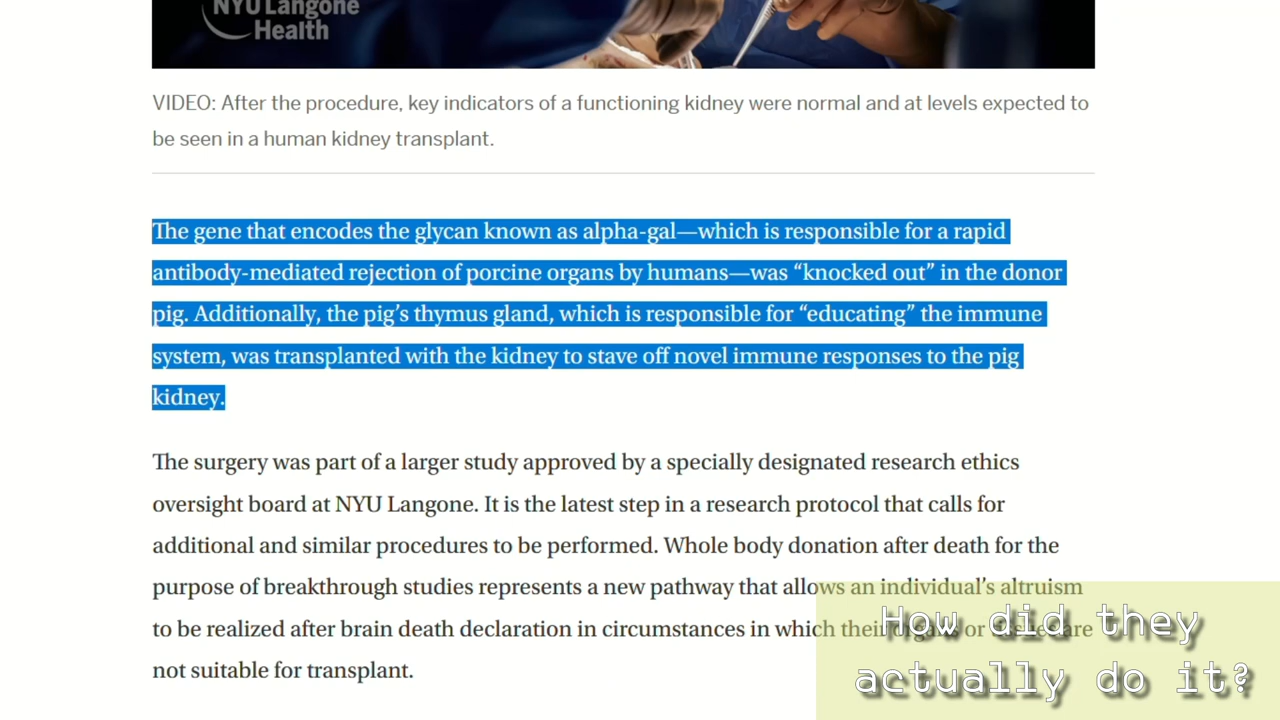 NYU Langone
Health
VIDEO: After the procedure, key indicators of a functioning kidney were normal and at levels expected to
be seen in a human kidney transplant.
The gene that encodes the glycan known as alpha-gal—which is responsible for a rapid
antibody-mediated rejection of porcine organs by humans—was “knocked out” in the donor
pig. Additionally, the pig’s thymus gland, which is responsible for “educating” the immune
system, was transplanted with the kidney to stave off novel immune responses to the pig
kidney.
The surgery was part of a larger study approved by a specially designated research ethics
oversight board at NYU Langone. It is the latest step in a research protocol that calls for
additional and similar procedures to be performed. Whole body donation after death for the
purpose of breakthrough studies represents a new pathway that allows an individual’s altruism
to be realized after brain death declaration in circumstances in which their organs or tissues are
not suitable for transplant.
How did they
actually do it?